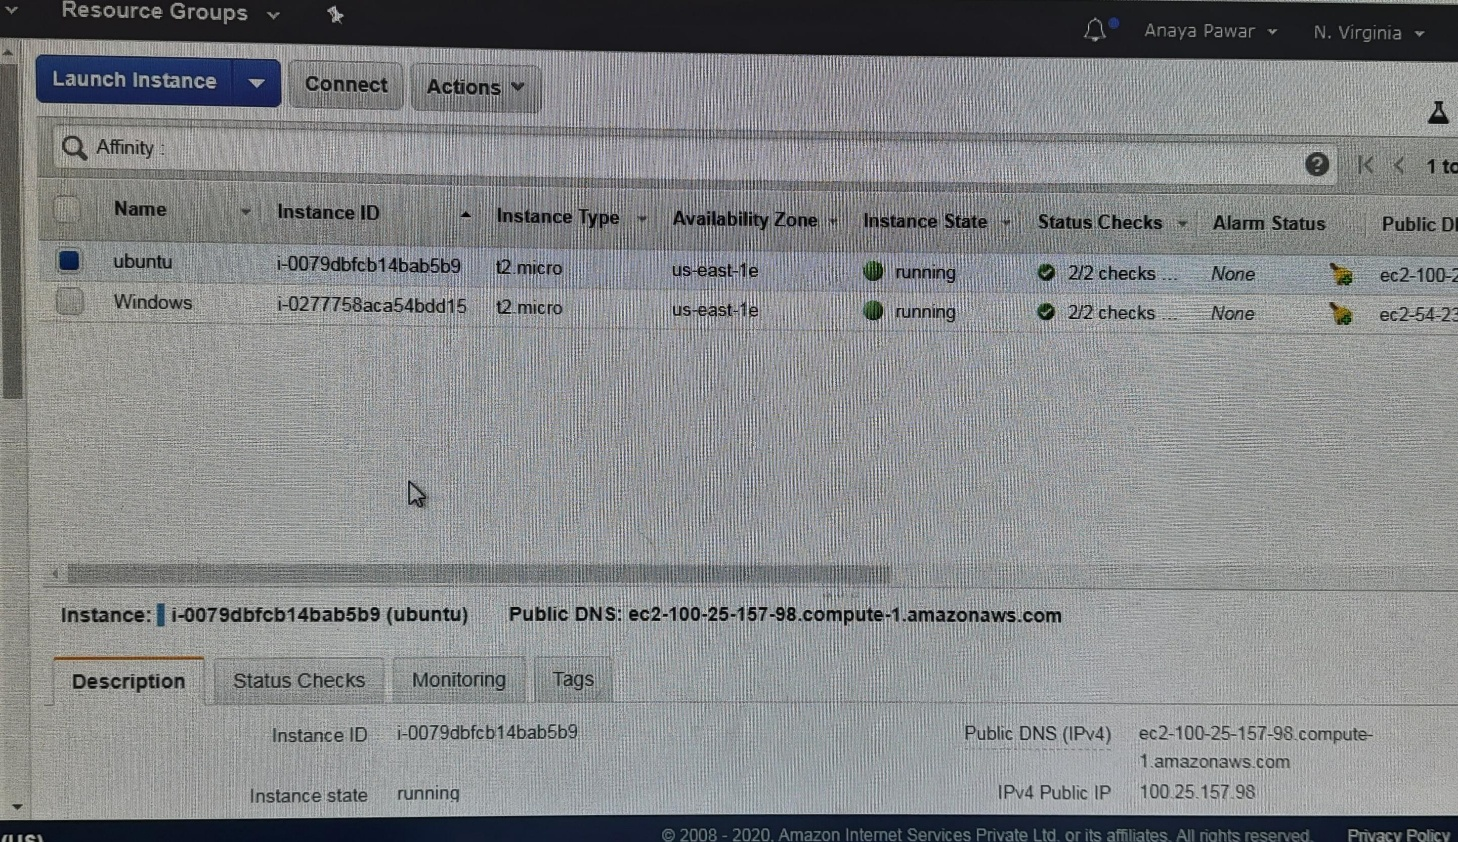 Resource Groups
Anaya Pawar
N. Virginia
Launch Instance
Connect
Actions
Affinity :
1 to
Name Instance ID Instance Type Availability Zone Instance State Status Checks Alarm Status Public D
ubuntu i-0079dbfcb14bab5b9 t2.micro us-east-1e running 2/2 checks ... None ec2-100-2
Windows i-0277758aca54bdd15 t2.micro us-east-1e running 2/2 checks ... None ec2-54-23
Instance: i-0079dbfcb14bab5b9 (ubuntu) Public DNS: ec2-100-25-157-98.compute-1.amazonaws.com
Description Status Checks Monitoring Tags
Instance ID i-0079dbfcb14bab5b9 Public DNS (IPv4) ec2-100-25-157-98.compute-
1.amazonaws.com
Instance state running IPv4 Public IP 100.25.157.98
(US)
© 2008 - 2020, Amazon Internet Services Private Ltd. or its affiliates. All rights reserved. Privacy Policy